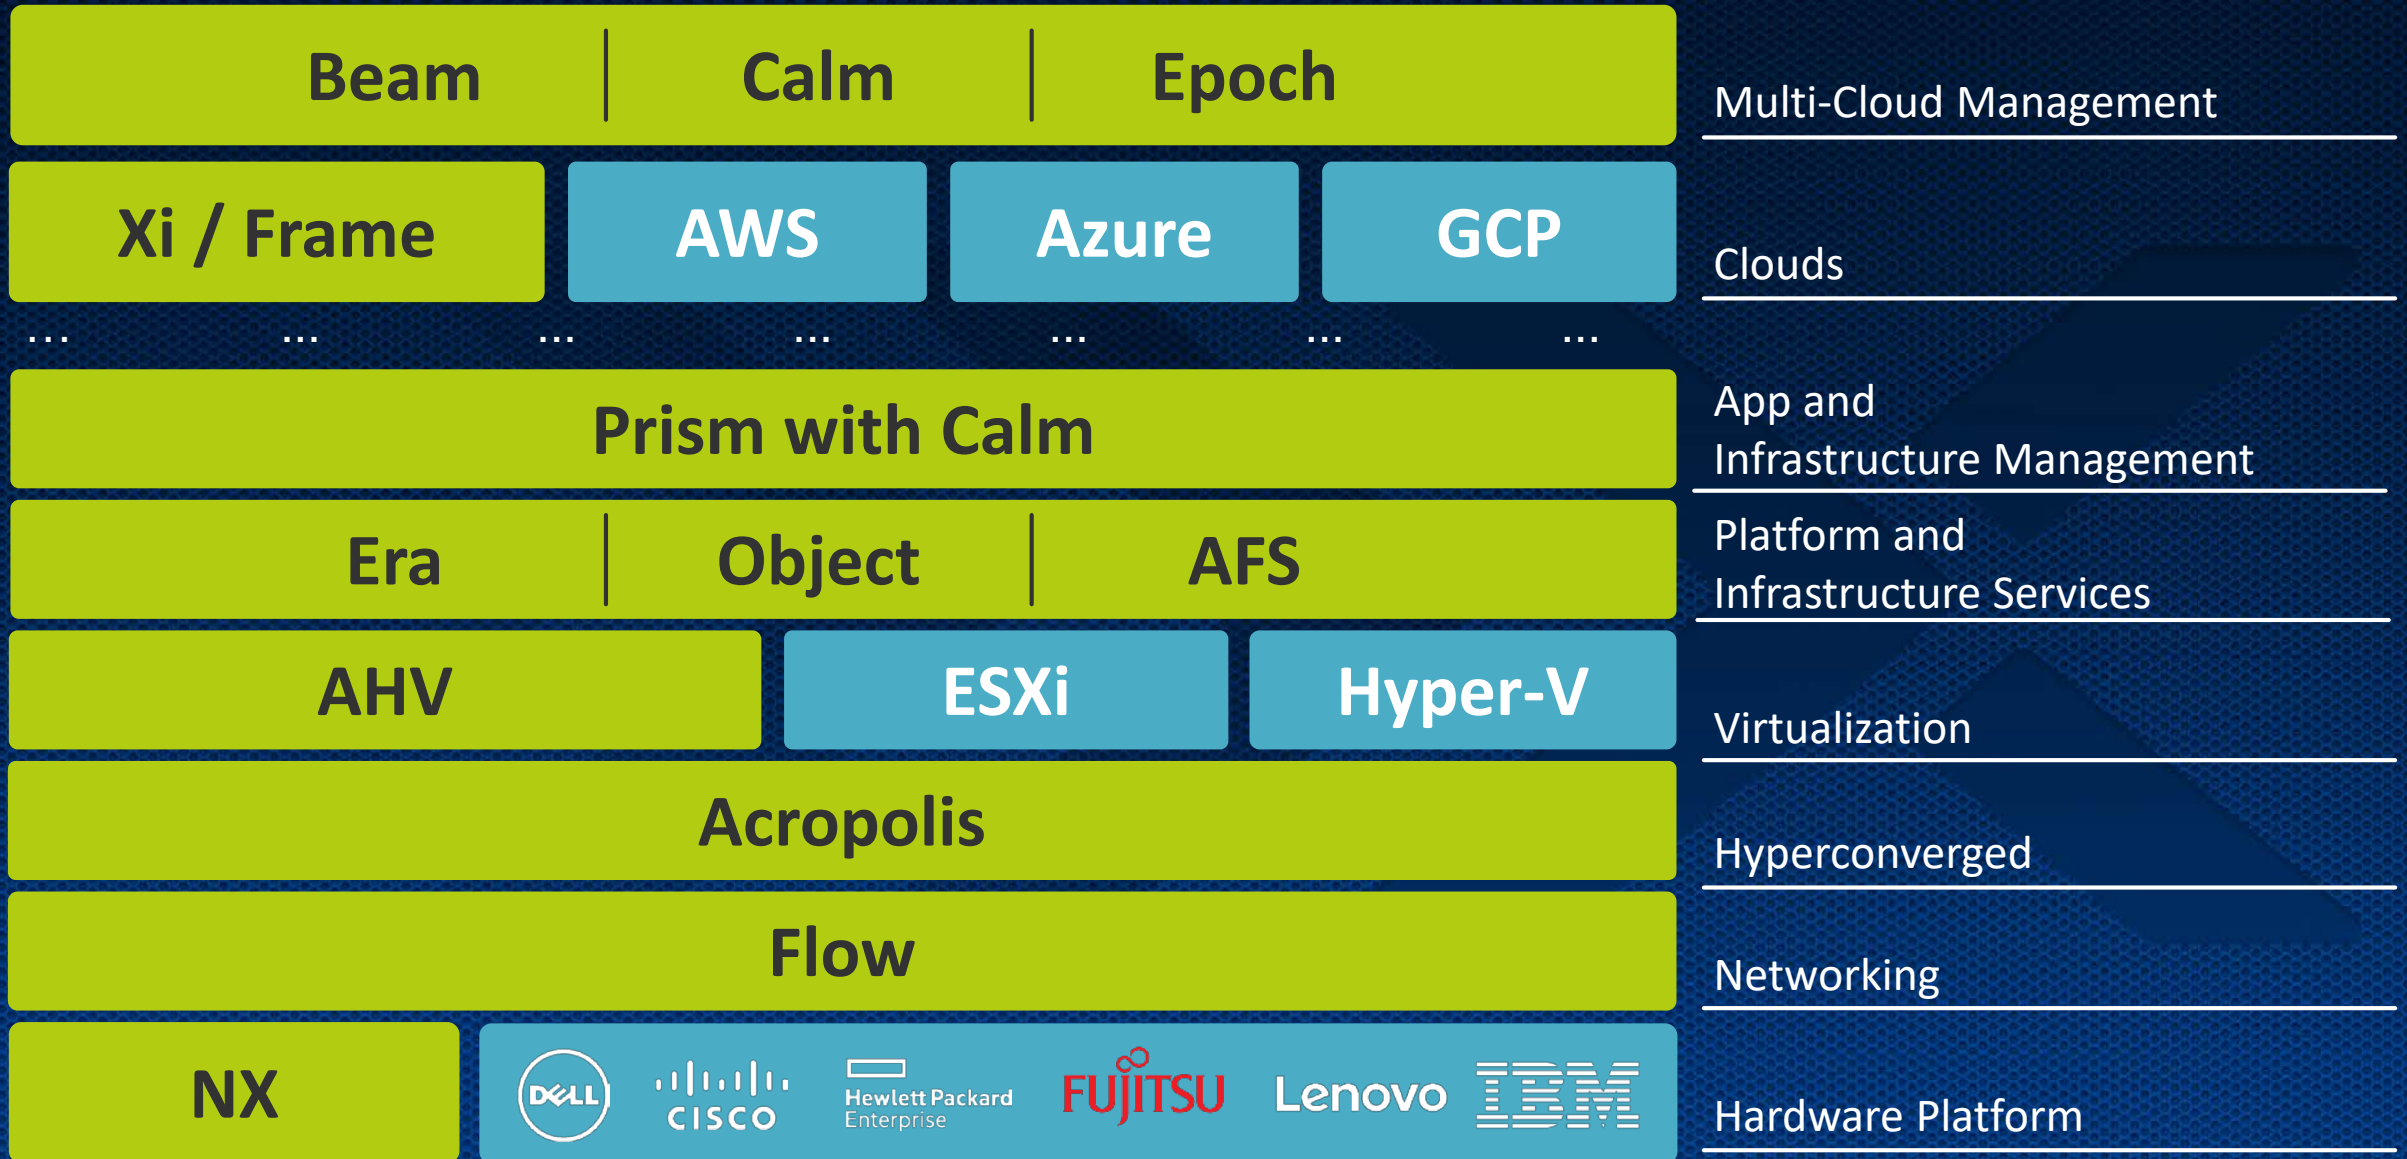 Beam Calm Epoch
Multi-Cloud Management
Xi / Frame AWS Azure GCP
Clouds
... ... ... ... ... ... ...
Prism with Calm
App and
Infrastructure Management
Era Object AFS
Platform and
Infrastructure Services
AHV ESXi Hyper-V
Virtualization
Acropolis
Hyperconverged
Flow
Networking
NX
DELL
CISCO
Hewlett Packard
Enterprise
FUJITSU
Lenovo
IBM
Hardware Platform